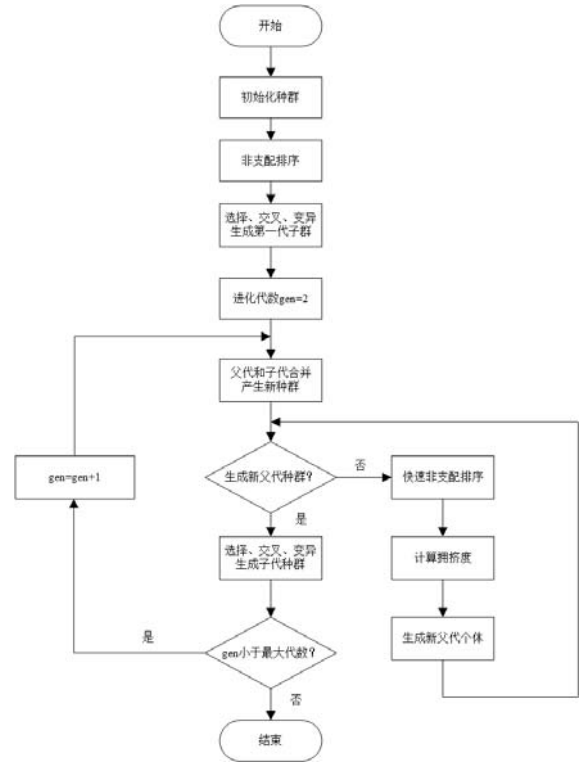 开始
初始化种群
非支配排序
选择、交叉、变异
生成第一代子群
进化代数gen=2
父代和子代合并
产生新种群
生成新父代种群?
否
快速非支配排序
gen=gen+1
是
选择、交叉、变异
生成子代种群
计算拥挤度
是
gen小于最大代数?
生成新父代个体
否
结束